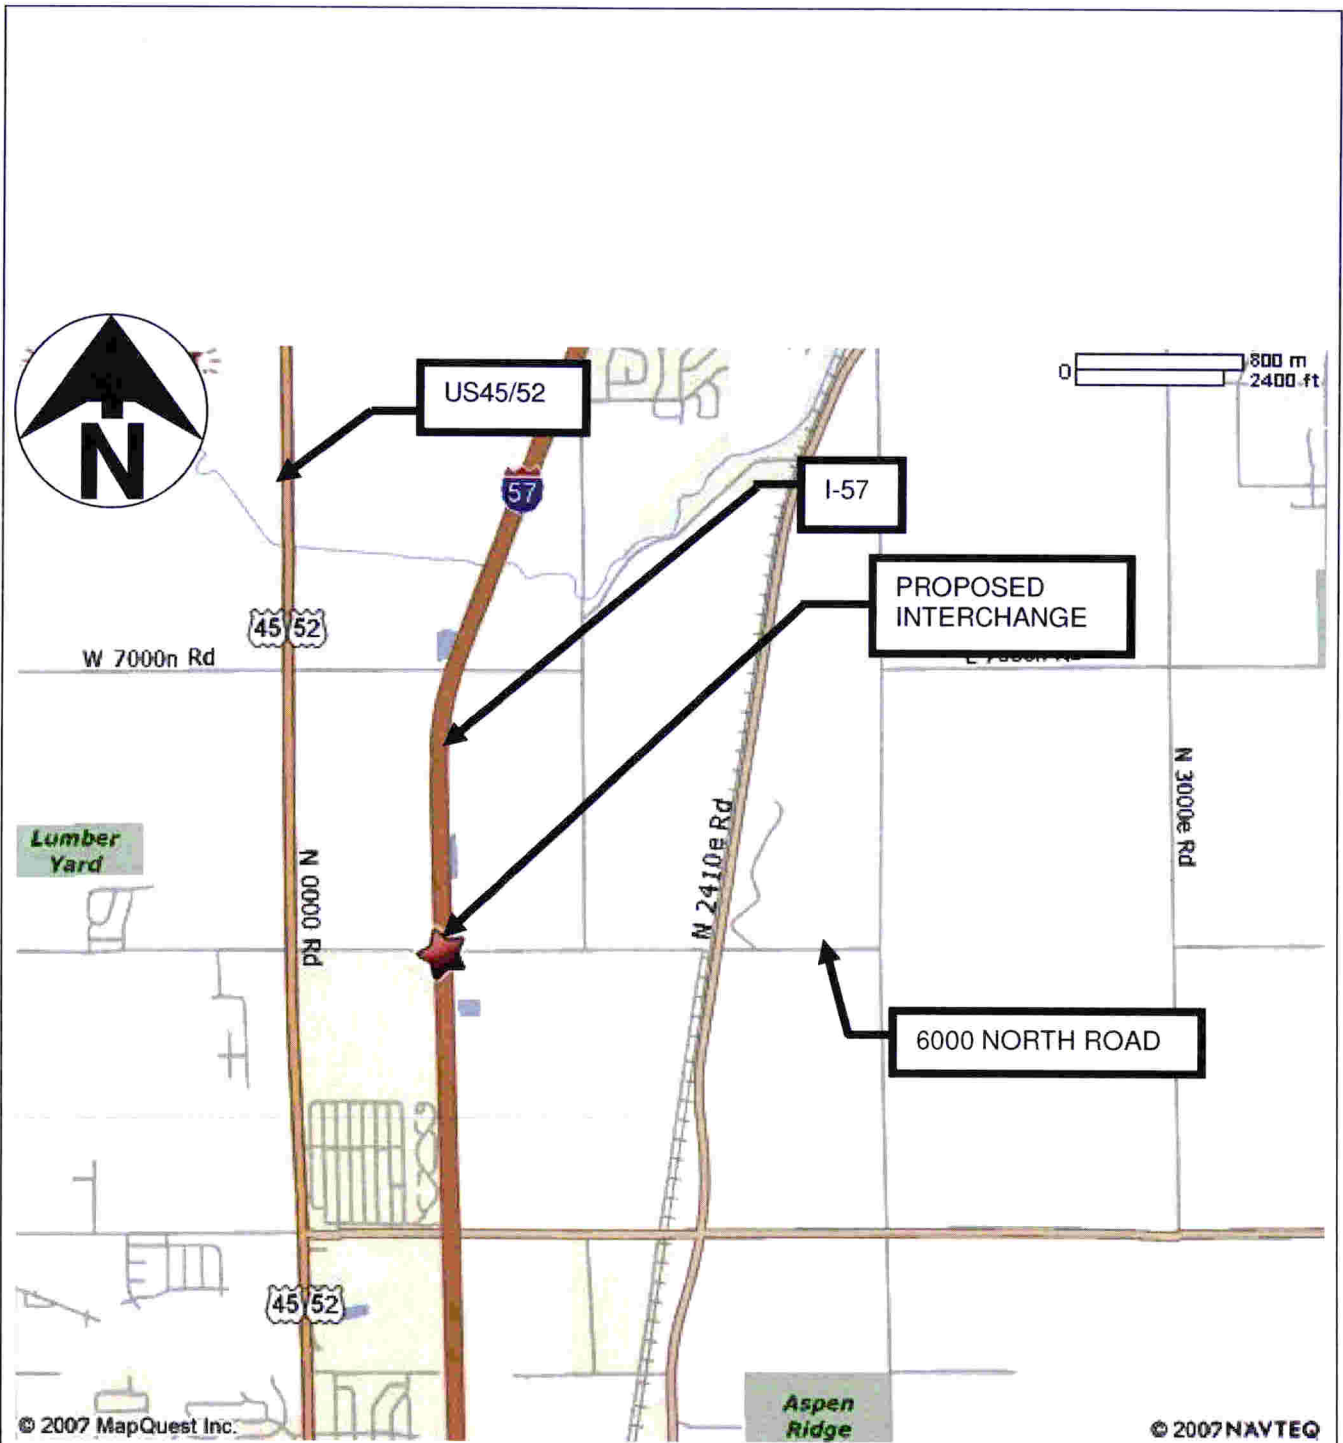 N
US45/52
0
800 m
2400 ft
57
I-57
PROPOSED
INTERCHANGE
45 52
W 7000n Rd
N 3000e Rd
N 2410e Rd
Lumber
Yard
N 0000 Rd
6000 NORTH ROAD
45 52
Aspen
Ridge
© 2007 MapQuest Inc.
© 2007 NAVTEQ